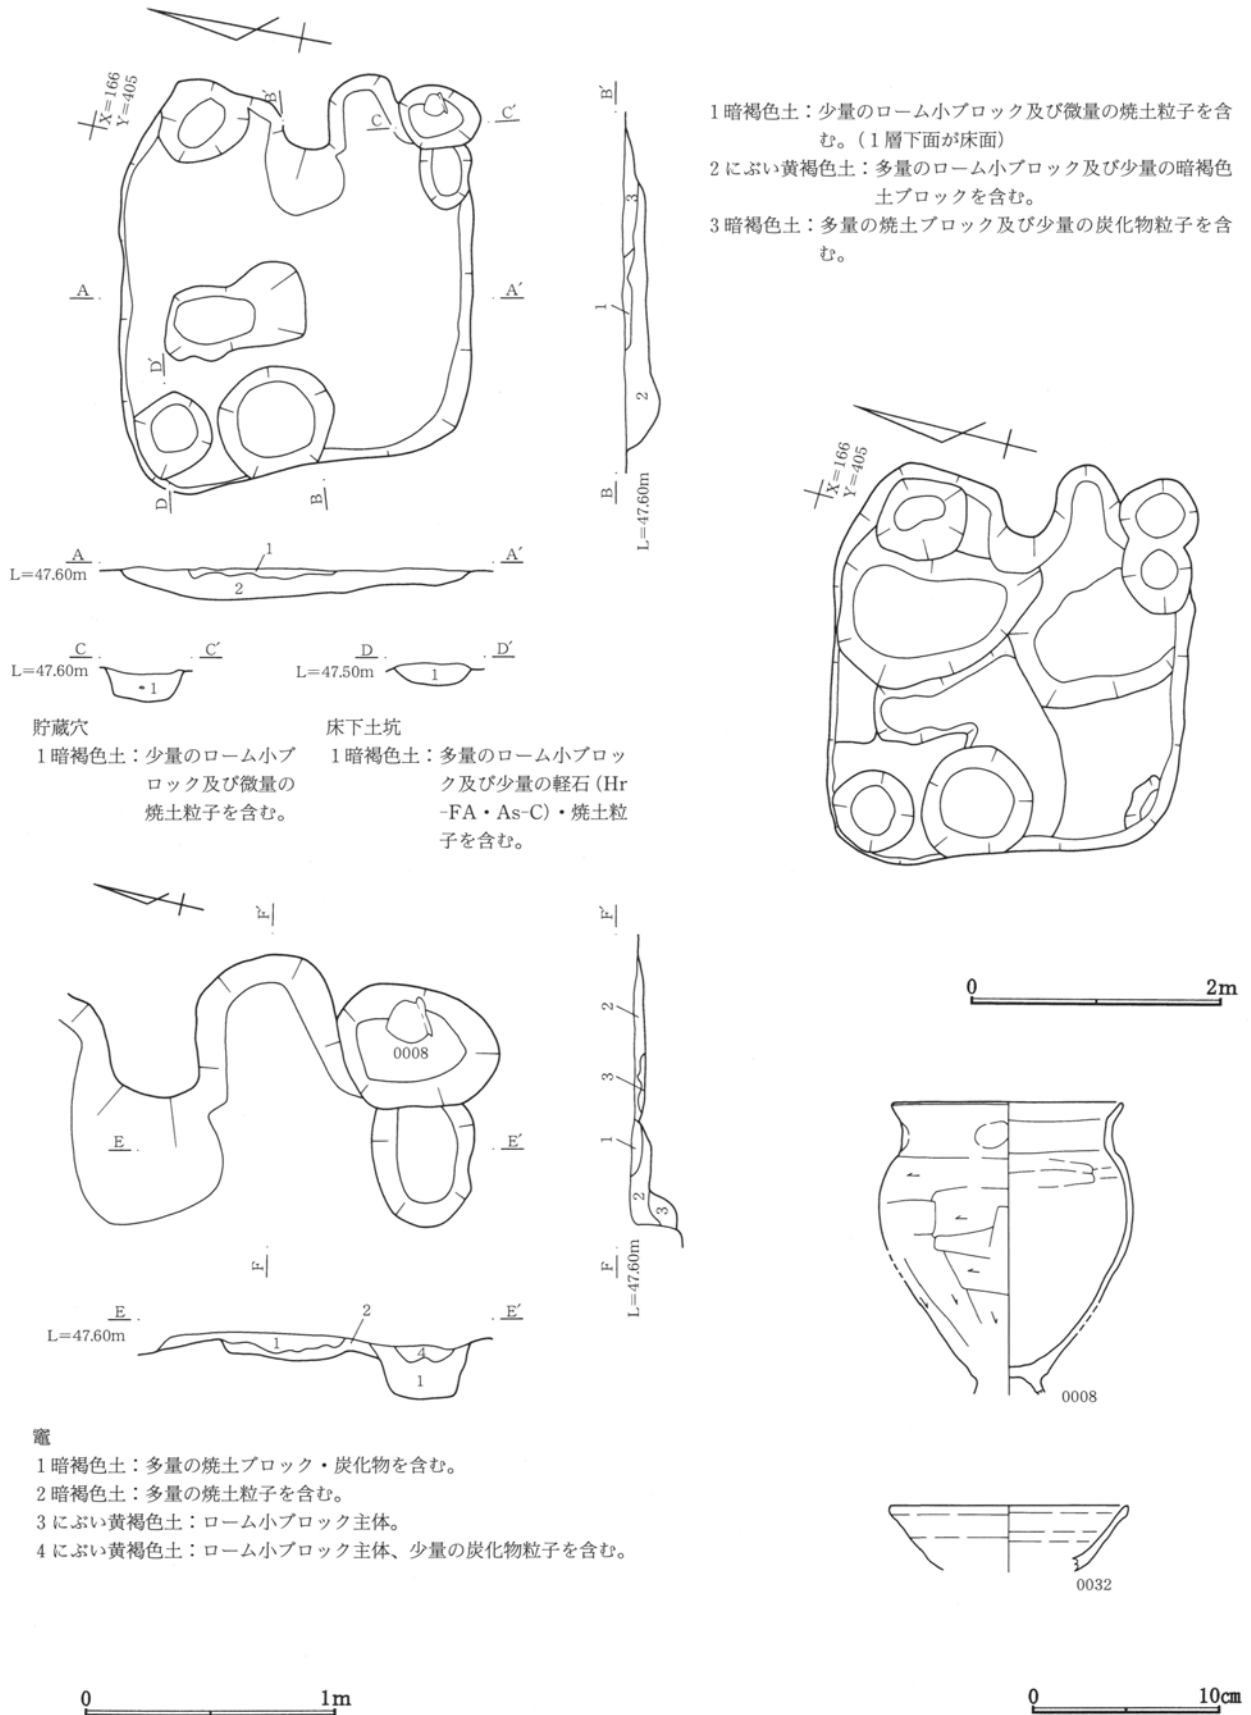 X=166
Y=405
B′
C
C′
A
A′
D′
D
B
B′
3
1
2
B
L=47.60m
1暗褐色土：少量のローム小ブロック及び微量の焼土粒子を含
む。（1層下面が床面）
2にぶい黄褐色土：多量のローム小ブロック及び少量の暗褐色
土ブロックを含む。
3暗褐色土：多量の焼土ブロック及び少量の炭化物粒子を含
む。
A
A′
L=47.60m
1
2
C
C′
L=47.60m
1
D
D′
L=47.50m
1
貯蔵穴
1暗褐色土：少量のローム小ブ
ロック及び微量の
焼土粒子を含む。
床下土坑
1暗褐色土：多量のローム小ブロッ
ク及び少量の軽石（Hr
-FA・As-C）・焼土粒
子を含む。
X=166
Y=405
0
2m
F′
0008
E
E′
F
F′
2
3
1
2
3
F
L=47.60m
E
E′
L=47.60m
2
1
4
1
竈
1暗褐色土：多量の焼土ブロック・炭化物を含む。
2暗褐色土：多量の焼土粒子を含む。
3にぶい黄褐色土：ローム小ブロック主体。
4にぶい黄褐色土：ローム小ブロック主体、少量の炭化物粒子を含む。
0008
0032
0
1m
0
10cm